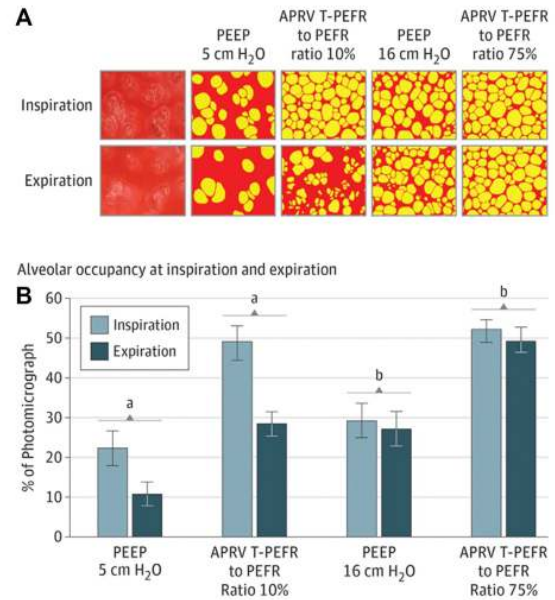 A
PEEP
5 cm H₂O
APRV T-PEFR
to PEFR
ratio 10%
PEEP
16 cm H₂O
APRV T-PEFR
to PEFR
ratio 75%
Inspiration
Expiration
Alveolar occupancy at inspiration and expiration
B
% of Photomicrograph
60
50
40
30
20
10
0
Inspiration
Expiration
a
a
b
b
PEEP
5 cm H₂O
APRV T-PEFR
to PEFR
Ratio 10%
PEEP
16 cm H₂O
APRV T-PEFR
to PEFR
Ratio 75%